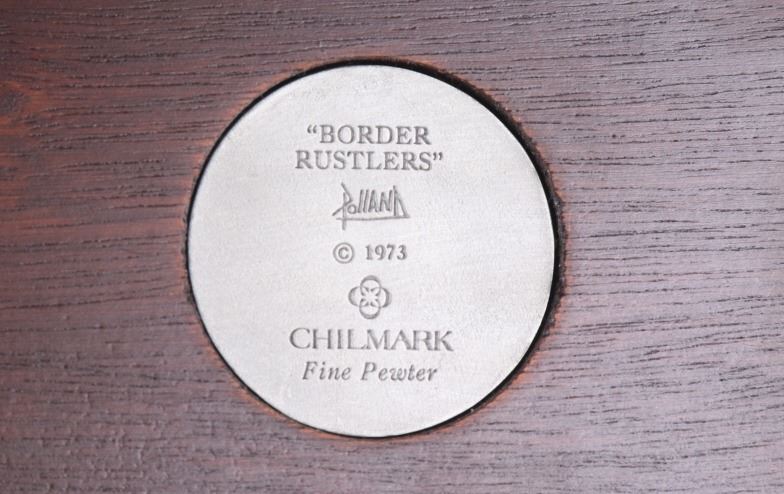 “BORDER
RUSTLERS”
Polland
© 1973
CHILMARK
Fine Pewter